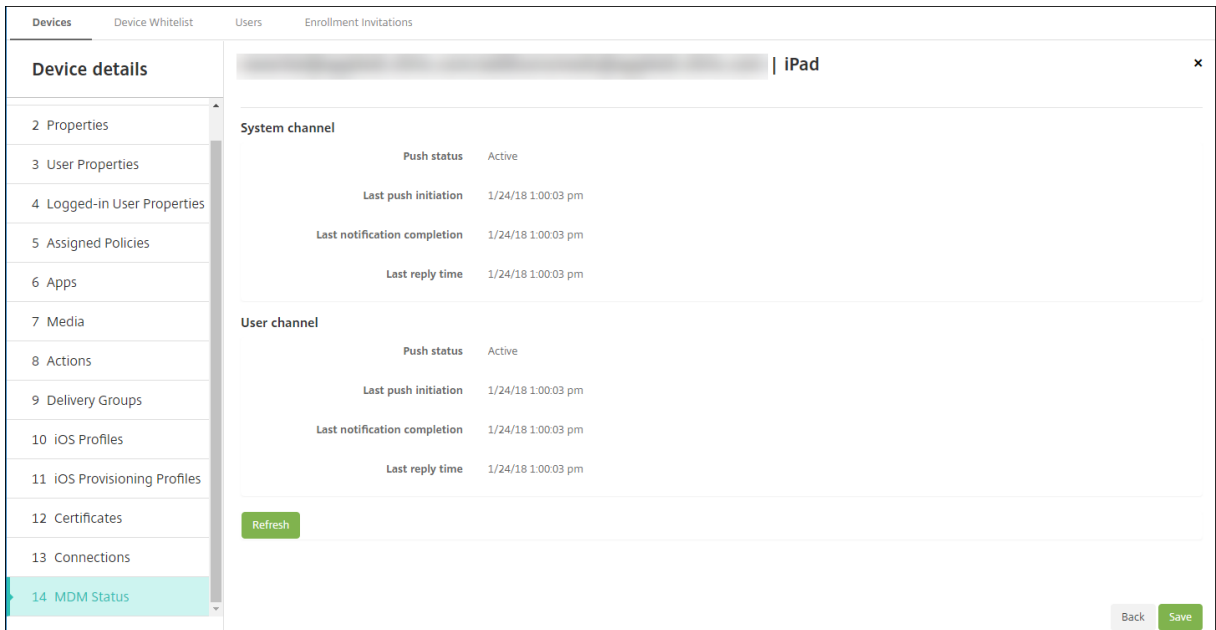 Devices Device Whitelist Users Enrollment Invitations
Device details
| iPad
×
2 Properties
3 User Properties
4 Logged-in User Properties
5 Assigned Policies
6 Apps
7 Media
8 Actions
9 Delivery Groups
10 iOS Profiles
11 iOS Provisioning Profiles
12 Certificates
13 Connections
14 MDM Status
System channel
Push status Active
Last push initiation 1/24/18 1:00:03 pm
Last notification completion 1/24/18 1:00:03 pm
Last reply time 1/24/18 1:00:03 pm
User channel
Push status Active
Last push initiation 1/24/18 1:00:03 pm
Last notification completion 1/24/18 1:00:03 pm
Last reply time 1/24/18 1:00:03 pm
Refresh
Back Save